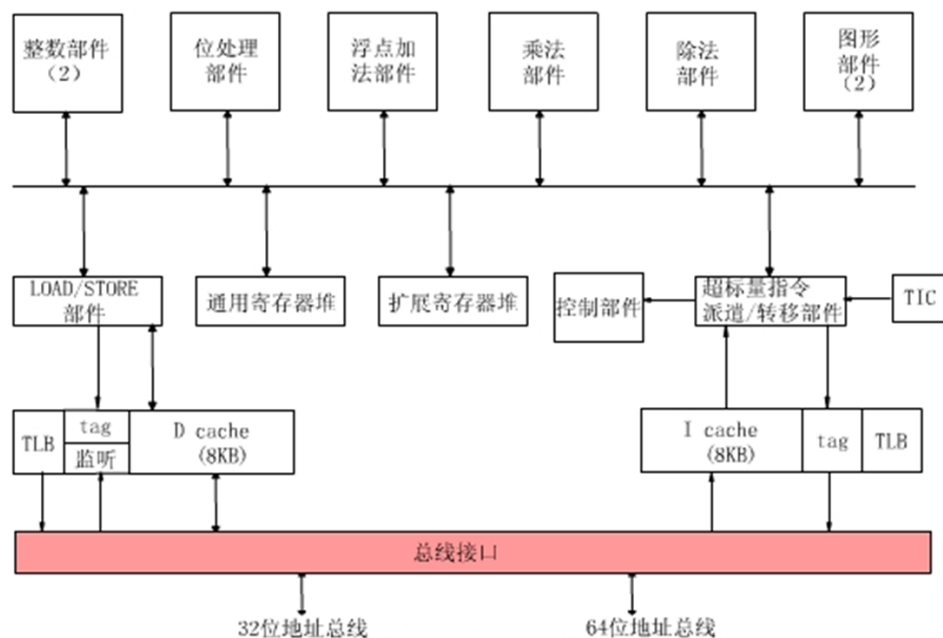 整数部件
(2)
位处理
部件
浮点加
法部件
乘法
部件
除法
部件
图形
部件
(2)
LOAD/STORE
部件
通用寄存器堆
扩展寄存器堆
控制部件
超标量指令
派道/转移部件
TIC
TLB
tag
监听
D cache
(8KB)
I cache
(8KB)
tag
TLB
总线接口
32位地址总线
64位地址总线